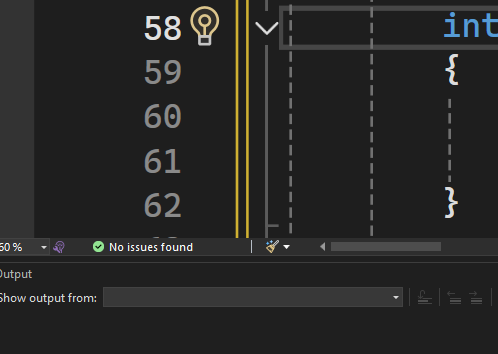 58 int
59 {
60
61
62 }
60 % No issues found
Output
Show output from: